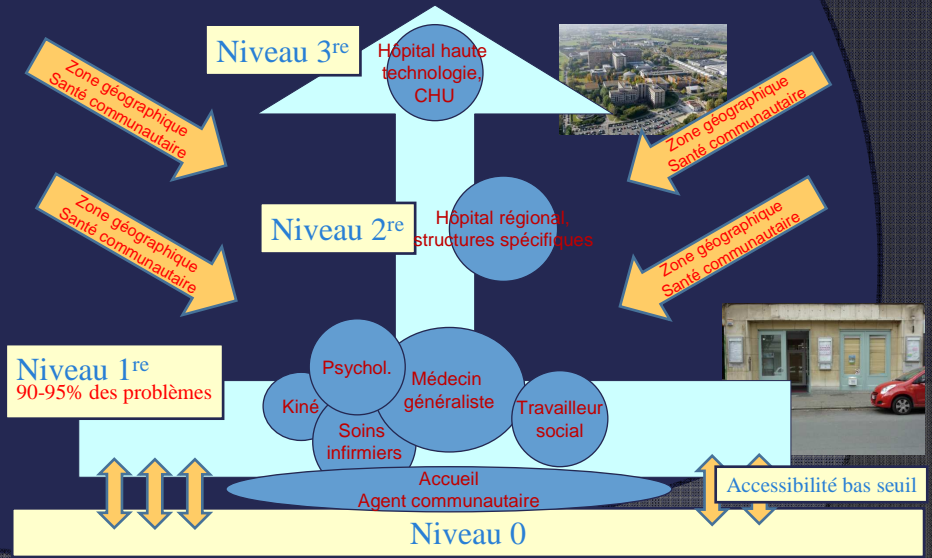 Niveau 3re
Hôpital haute
technologie,
CHU
Zone géographique
Santé communautaire
Zone géographique
Santé communautaire
Niveau 2re
Hôpital régional,
structures spécifiques
Zone géographique
Santé communautaire
Zone géographique
Santé communautaire
Niveau 1re
90-95% des problèmes
Psychol.
Médecin
généraliste
Kiné
Soins
infirmiers
Travailleur
social
Accueil
Agent communautaire
Accessibilité bas seuil
Niveau 0